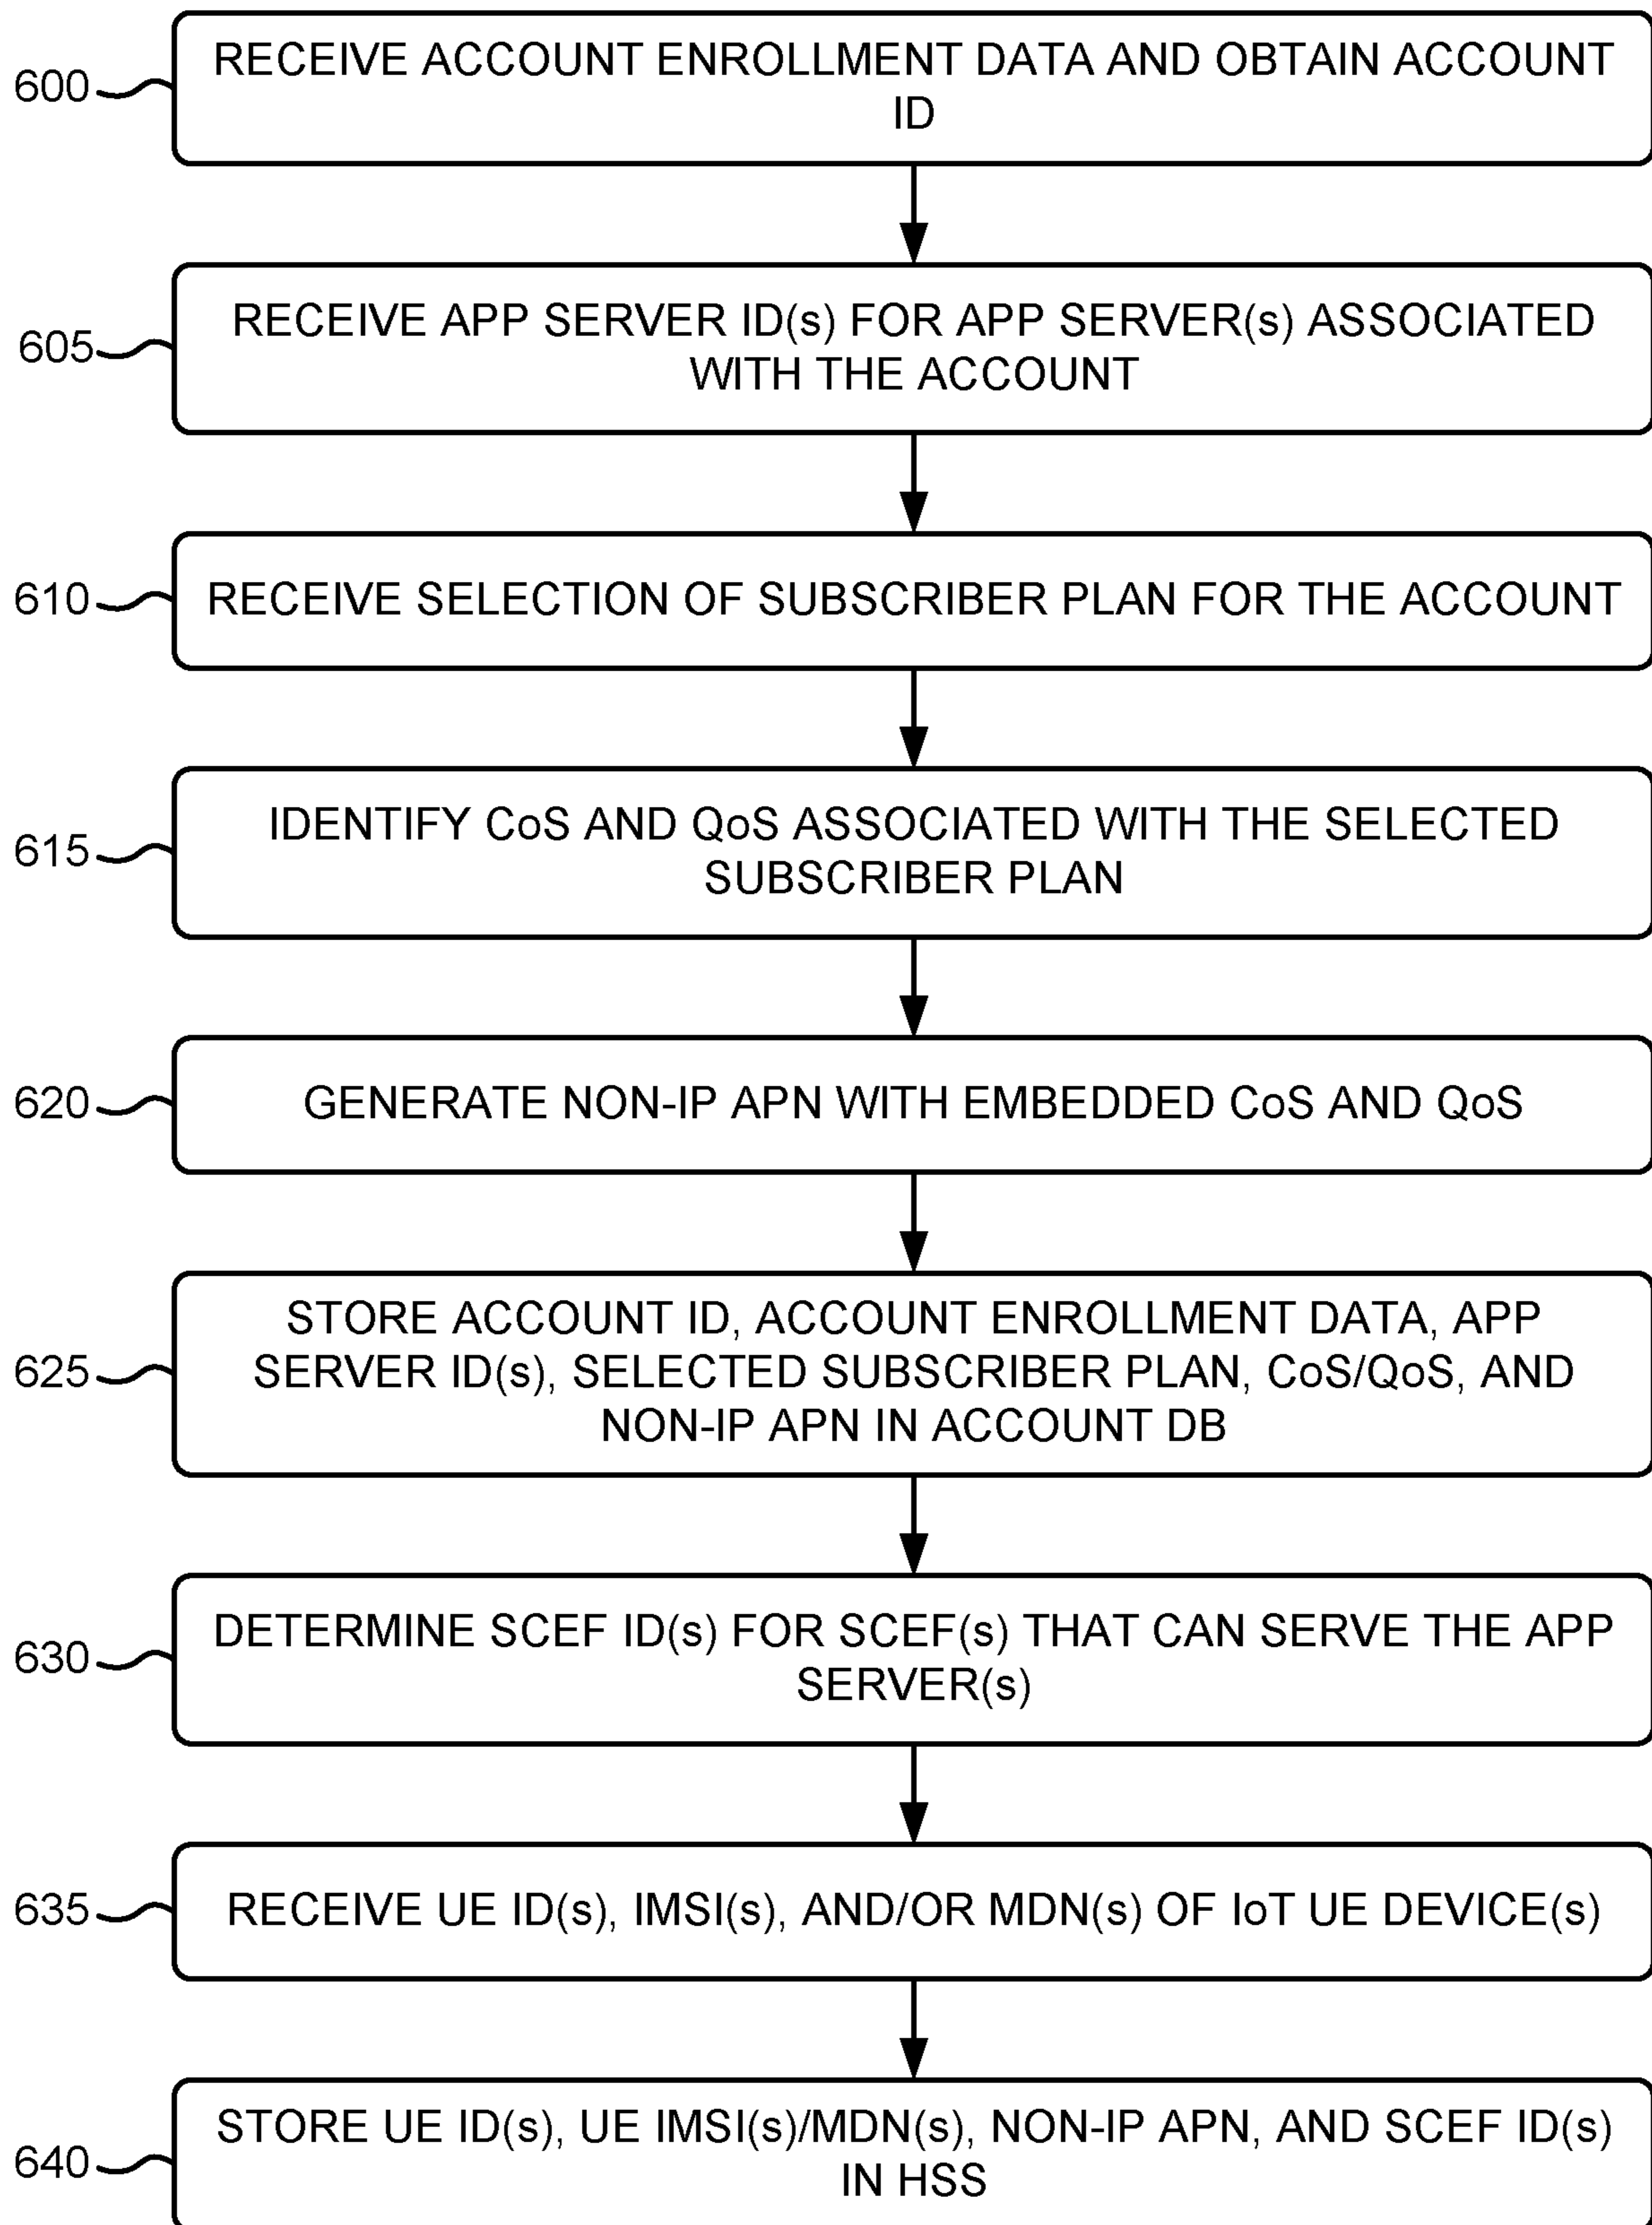 RECEIVE ACCOUNT ENROLLMENT DATA AND OBTAIN ACCOUNT
600
ID
RECEIVE APP SERVER ID(s) FOR APP SERVER(s) ASSOCIATED
605
WITH THE ACCOUNT
610
RECEIVE SELECTION OF SUBSCRIBER PLAN FOR THE ACCOUNT
IDENTIFY CoS AND QoS ASSOCIATED WITH THE SELECTED
615
SUBSCRIBER PLAN
620
GENERATE NON-IP APN WITH EMBEDDED CoS AND QoS
STORE ACCOUNT ID, ACCOUNT ENROLLMENT DATA, APP
625
SERVER ID(s), SELECTED SUBSCRIBER PLAN, CoS/QoS, AND
NON-IP APN IN ACCOUNT DB
DETERMINE SCEF ID(s) FOR SCEF(s) THAT CAN SERVE THE APP
630
SERVER(s)
635
RECEIVE UE ID(s), IMSI(s), AND/OR MDN(s) OF IoT UE DEVICE(s)
STORE UE ID(s), UE IMSI(s)/MDN(s), NON-IP APN, AND SCEF ID(s)
640
IN HSS